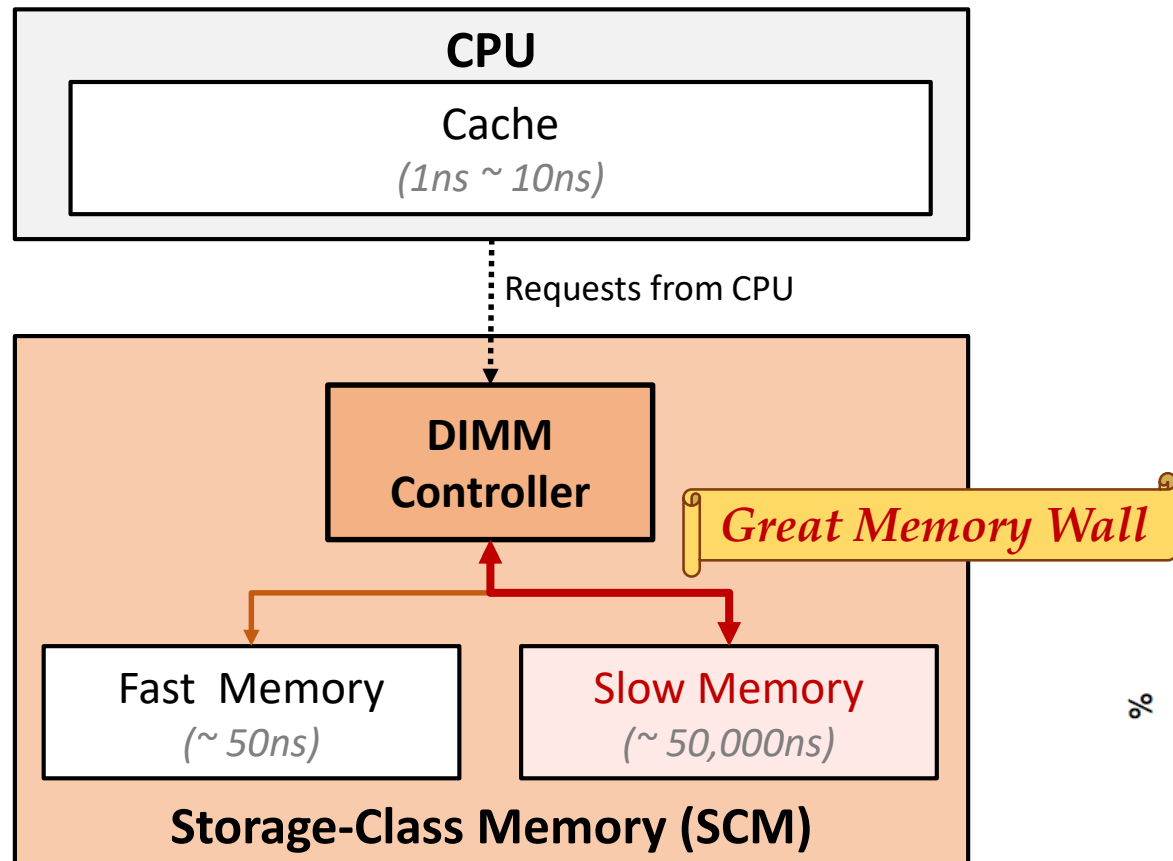 CPU
Cache
(1ns ~ 10ns)
Requests from CPU
DIMM
Controller
Great Memory Wall
Fast Memory
(~ 50ns)
Slow Memory
(~ 50,000ns)
%
Storage-Class Memory (SCM)